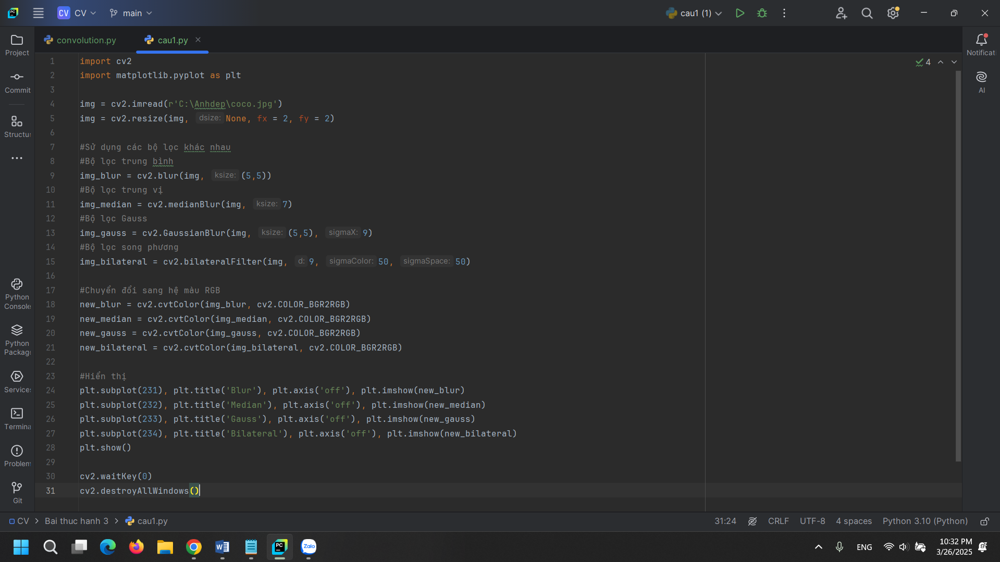 PC
CV CV main cau1 (1)
convolution.py cau1.py
Project
Commit
Structu
Python
Console
Python
Packag
Service
Termina
Problem
Git
Notificat
AI
4
1 import cv2
2 import matplotlib.pyplot as plt
3
4 img = cv2.imread(r'C:\Anhdep\coco.jpg')
5 img = cv2.resize(img, dsize: None, fx = 2, fy = 2)
6
7 #Sử dụng các bộ lọc khác nhau
8 #Bộ lọc trung bình
9 img_blur = cv2.blur(img, ksize: (5,5))
10 #Bộ lọc trung vị
11 img_median = cv2.medianBlur(img, ksize: 7)
12 #Bộ lọc Gauss
13 img_gauss = cv2.GaussianBlur(img, ksize: (5,5), sigmaX: 9)
14 #Bộ lọc song phương
15 img_bilateral = cv2.bilateralFilter(img, d: 9, sigmaColor: 50, sigmaSpace: 50)
16
17 #Chuyển đổi sang hệ màu RGB
18 new_blur = cv2.cvtColor(img_blur, cv2.COLOR_BGR2RGB)
19 new_median = cv2.cvtColor(img_median, cv2.COLOR_BGR2RGB)
20 new_gauss = cv2.cvtColor(img_gauss, cv2.COLOR_BGR2RGB)
21 new_bilateral = cv2.cvtColor(img_bilateral, cv2.COLOR_BGR2RGB)
22
23 #Hiển thị
24 plt.subplot(231), plt.title('Blur'), plt.axis('off'), plt.imshow(new_blur)
25 plt.subplot(232), plt.title('Median'), plt.axis('off'), plt.imshow(new_median)
26 plt.subplot(233), plt.title('Gauss'), plt.axis('off'), plt.imshow(new_gauss)
27 plt.subplot(234), plt.title('Bilateral'), plt.axis('off'), plt.imshow(new_bilateral)
28 plt.show()
29
30 cv2.waitKey(0)
31 cv2.destroyAllWindows()
CV > Bai thuc hanh 3 > cau1.py 31:24 CRLF UTF-8 4 spaces Python 3.10 (Python)
W PC Zalo ENG 10:32 PM
3/26/2025